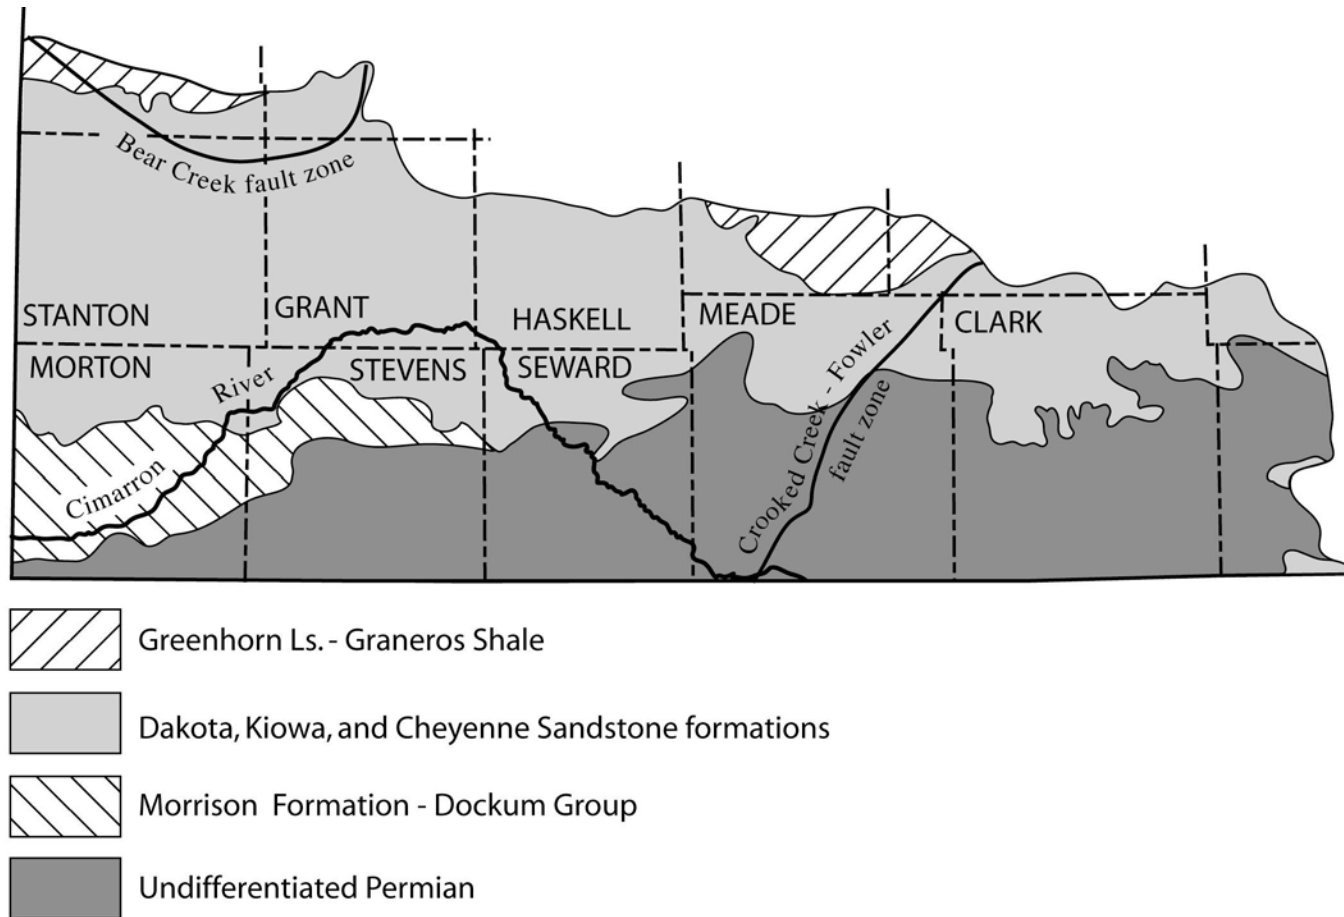 Bear Creek fault zone
STANTON
GRANT
HASKELL
MEADE
CLARK
MORTON
River
STEVENS
SEWARD
Cimarron
Crooked Creek - Fowler
fault zone
Greenhorn Ls. - Graneros Shale
Dakota, Kiowa, and Cheyenne Sandstone formations
Morrison Formation - Dockum Group
Undifferentiated Permian